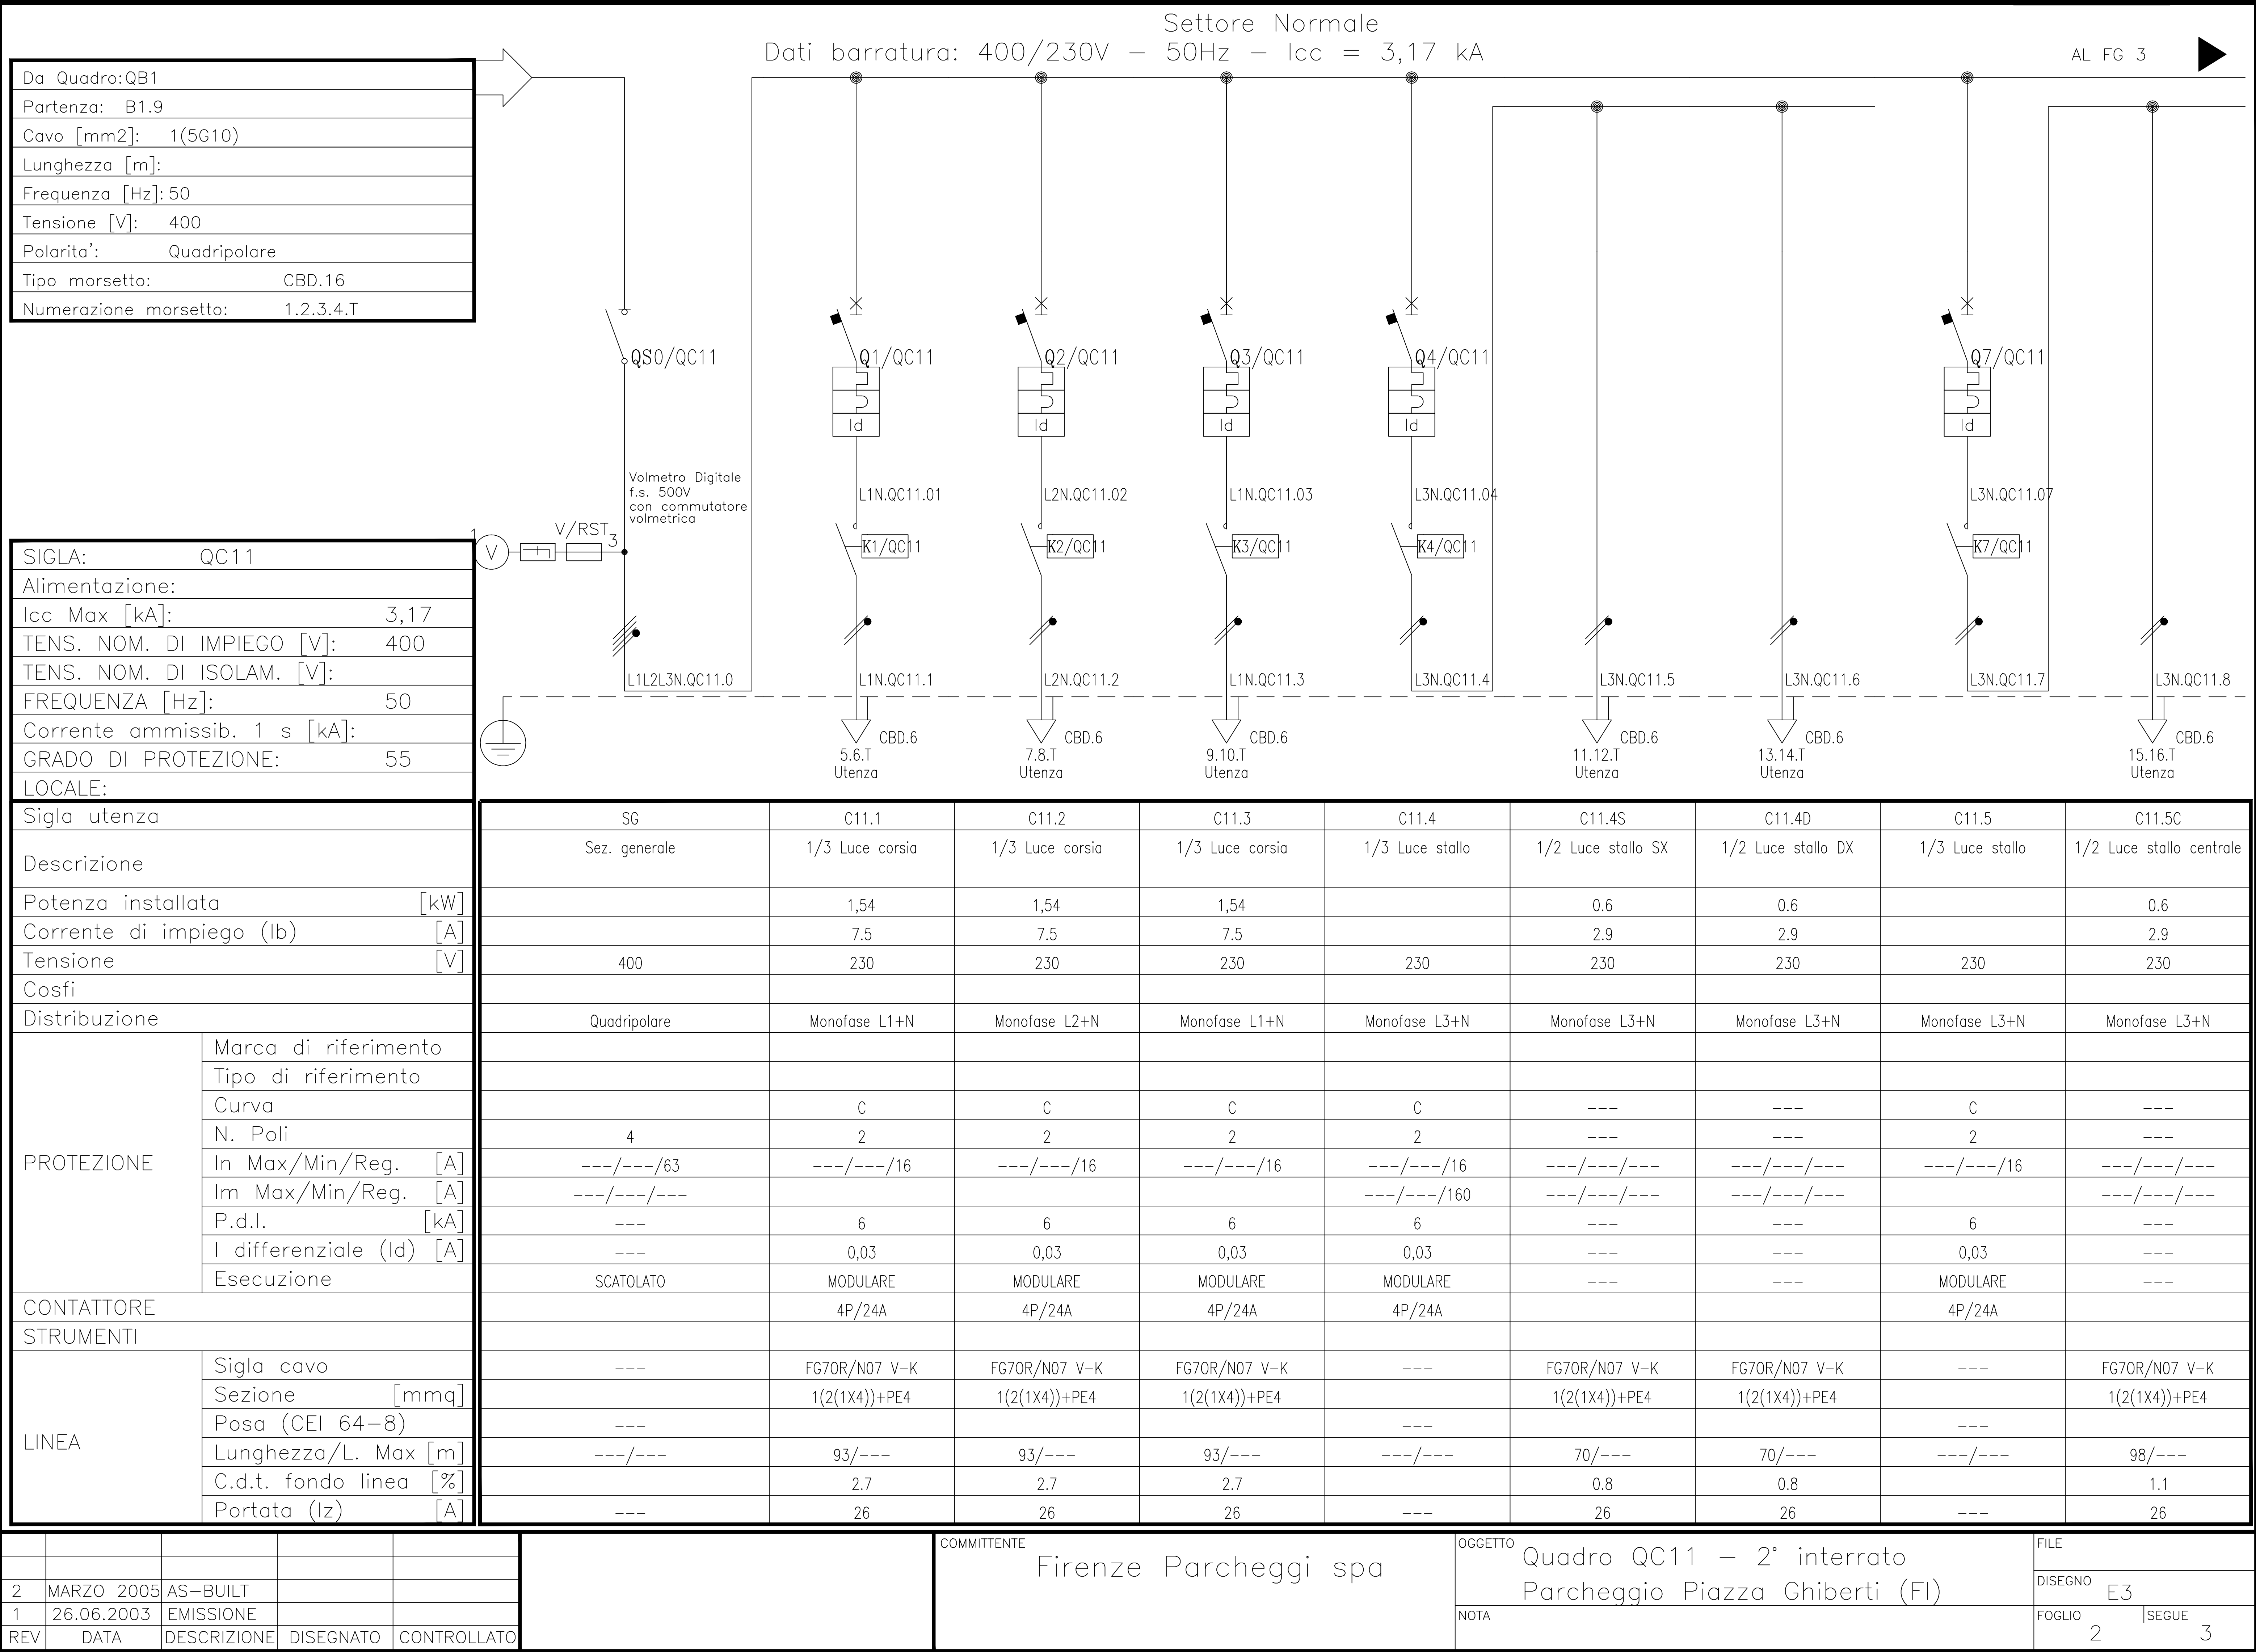 Settore Normale
Dati barratura: 400/230V - 50Hz - Icc = 3,17 kA
AL FG 3
Da Quadro: QB1
Partenza: B1.9
Cavo [mm2]: 1(5G10)
Lunghezza [m]:
Frequenza [Hz]: 50
Tensione [V]: 400
Polarita': Quadripolare
Tipo morsetto: CBD.16
Numerazione morsetto: 1.2.3.4.T
QS0/QC11 Q1/QC11 Q2/QC11 Q3/QC11 Q4/QC11 Q7/QC11
Id Id Id Id Id
Volmetro Digitale
f.s. 500V
con commutatore
volmetrica
L1N.QC11.01 L2N.QC11.02 L1N.QC11.03 L3N.QC11.04 L3N.QC11.07
1 V V/RST 3
K1/QC11 K2/QC11 K3/QC11 K4/QC11 K7/QC11
L1L2L3N.QC11.0 L1N.QC11.1 L2N.QC11.2 L1N.QC11.3 L3N.QC11.4 L3N.QC11.5 L3N.QC11.6 L3N.QC11.7 L3N.QC11.8
CBD.6 CBD.6 CBD.6 CBD.6 CBD.6 CBD.6
5.6.T 7.8.T 9.10.T 11.12.T 13.14.T 15.16.T
Utenza Utenza Utenza Utenza Utenza Utenza
SIGLA: QC11
Alimentazione:
Icc Max [kA]: 3,17
TENS. NOM. DI IMPIEGO [V]: 400
TENS. NOM. DI ISOLAM. [V]:
FREQUENZA [Hz]: 50
Corrente ammissib. 1 s [kA]:
GRADO DI PROTEZIONE: 55
LOCALE:
Sigla utenza SG C11.1 C11.2 C11.3 C11.4 C11.4S C11.4D C11.5 C11.5C
Descrizione Sez. generale 1/3 Luce corsia 1/3 Luce corsia 1/3 Luce corsia 1/3 Luce stallo 1/2 Luce stallo SX 1/2 Luce stallo DX 1/3 Luce stallo 1/2 Luce stallo centrale
Potenza installata [kW] 1,54 1,54 1,54 0.6 0.6 0.6
Corrente di impiego (Ib) [A] 7.5 7.5 7.5 2.9 2.9 2.9
Tensione [V] 400 230 230 230 230 230 230 230 230
Cosfi
Distribuzione Quadripolare Monofase L1+N Monofase L2+N Monofase L1+N Monofase L3+N Monofase L3+N Monofase L3+N Monofase L3+N Monofase L3+N
PROTEZIONE
Marca di riferimento
Tipo di riferimento
Curva C C C C --- --- C ---
N. Poli 4 2 2 2 2 --- --- 2 ---
In Max/Min/Reg. [A] ---/---/63 ---/---/16 ---/---/16 ---/---/16 ---/---/16 ---/---/--- ---/---/--- ---/---/16 ---/---/---
Im Max/Min/Reg. [A] ---/---/--- ---/---/160 ---/---/--- ---/---/--- ---/---/---
P.d.I. [kA] --- 6 6 6 6 --- --- 6 ---
I differenziale (Id) [A] --- 0,03 0,03 0,03 0,03 --- --- 0,03 ---
Esecuzione SCATOLATO MODULARE MODULARE MODULARE MODULARE --- --- MODULARE ---
CONTATTORE 4P/24A 4P/24A 4P/24A 4P/24A 4P/24A
STRUMENTI
LINEA
Sigla cavo --- FG7OR/N07 V-K FG7OR/N07 V-K FG7OR/N07 V-K --- FG7OR/N07 V-K FG7OR/N07 V-K --- FG7OR/N07 V-K
Sezione [mmq] 1(2(1X4))+PE4 1(2(1X4))+PE4 1(2(1X4))+PE4 1(2(1X4))+PE4 1(2(1X4))+PE4 1(2(1X4))+PE4
Posa (CEI 64-8) --- --- ---
Lunghezza/L. Max [m] ---/--- 93/--- 93/--- 93/--- ---/--- 70/--- 70/--- ---/--- 98/---
C.d.t. fondo linea [%] 2.7 2.7 2.7 0.8 0.8 1.1
Portata (Iz) [A] --- 26 26 26 --- 26 26 --- 26
2 MARZO 2005 AS-BUILT
1 26.06.2003 EMISSIONE
REV DATA DESCRIZIONE DISEGNATO CONTROLLATO
COMMITTENTE
Firenze Parcheggi spa
OGGETTO
Quadro QC11 - 2° interrato
Parcheggio Piazza Ghiberti (FI)
NOTA
FILE
DISEGNO E3
FOGLIO 2
SEGUE 3